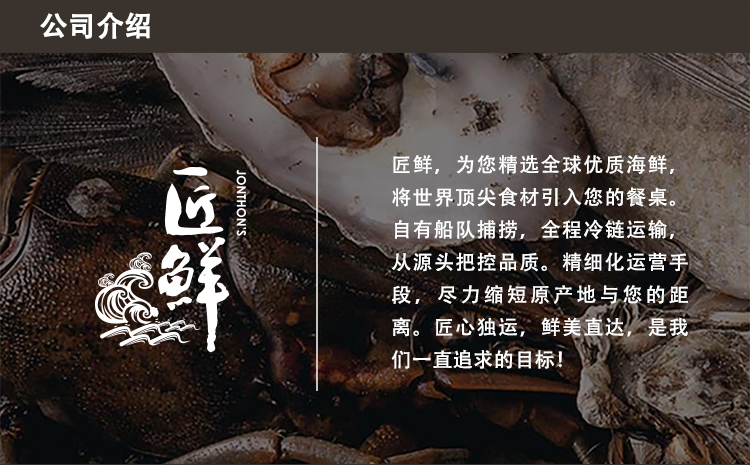 公司介绍
匠鲜
JONTHON'S
匠鲜，为您精选全球优质海鲜，
将世界顶尖食材引入您的餐桌。
自有船队捕捞，全程冷链运输，
从源头把控品质。精细化运营手
段，尽力缩短原产地与您的距
离。匠心独运，鲜美直达，是我
们一直追求的目标!